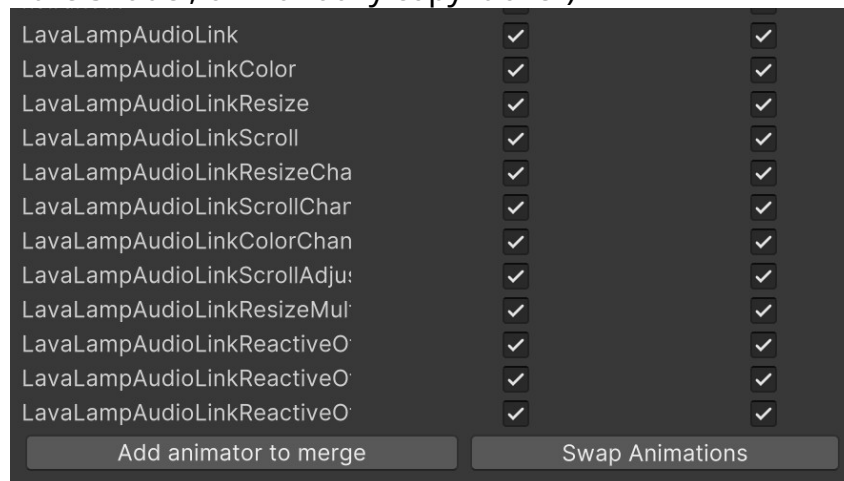 LavaLampAudioLink
LavaLampAudioLinkColor
LavaLampAudioLinkResize
LavaLampAudioLinkScroll
LavaLampAudioLinkResizeCha
LavaLampAudioLinkScrollChar
LavaLampAudioLinkColorChan
LavaLampAudioLinkScrollAdju
LavaLampAudioLinkResizeMul
LavaLampAudioLinkReactiveO
LavaLampAudioLinkReactiveO
LavaLampAudioLinkReactiveO
Add animator to merge Swap Animations